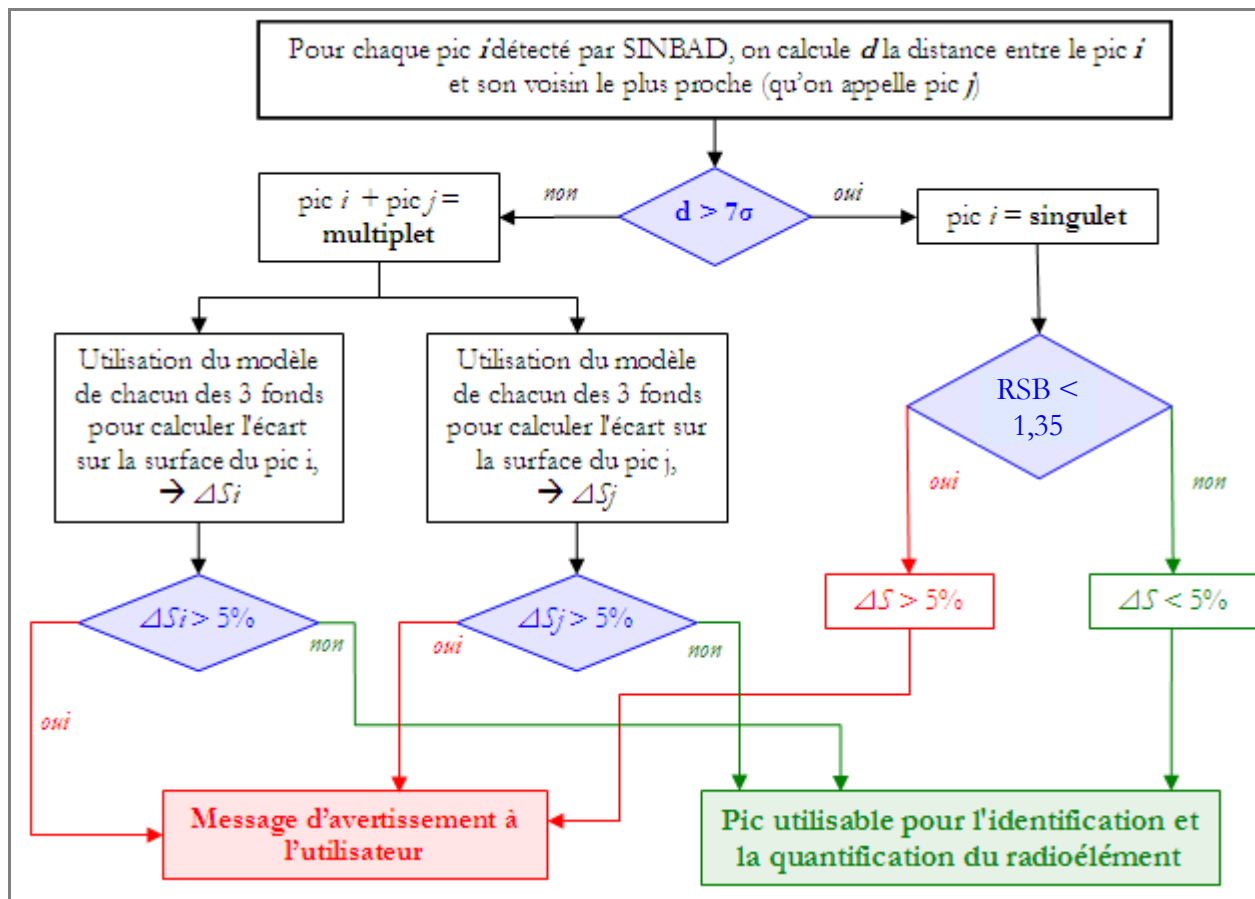 Pour chaque pic i détecté par SINBAD, on calcule d la distance entre le pic i
et son voisin le plus proche (qu'on appelle pic j)
pic i + pic j =
multiplet
non
d > 7σ
oui
pic i = singulet
Utilisation du modèle
de chacun des 3 fonds
pour calculer l'écart
sur la surface du pic i,
→ ΔSi
Utilisation du modèle
de chacun des 3 fonds
pour calculer l'écart sur
la surface du pic j,
→ ΔSj
RSB <
1,35
oui
non
ΔSi > 5%
non
oui
ΔSj > 5%
oui
non
ΔS > 5%
ΔS < 5%
Message d'avertissement à
l'utilisateur
Pic utilisable pour l'identification et
la quantification du radioélément